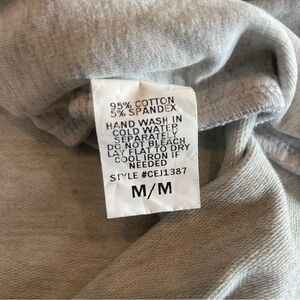 95% COTTON
5% SPANDEX
HAND WASH IN
COLD WATER
SEPARATELY
DO NOT BLEACH
LAY FLAT TO DRY
COOL IRON IF
NEEDED
STYLE #CEJ1387
M/M